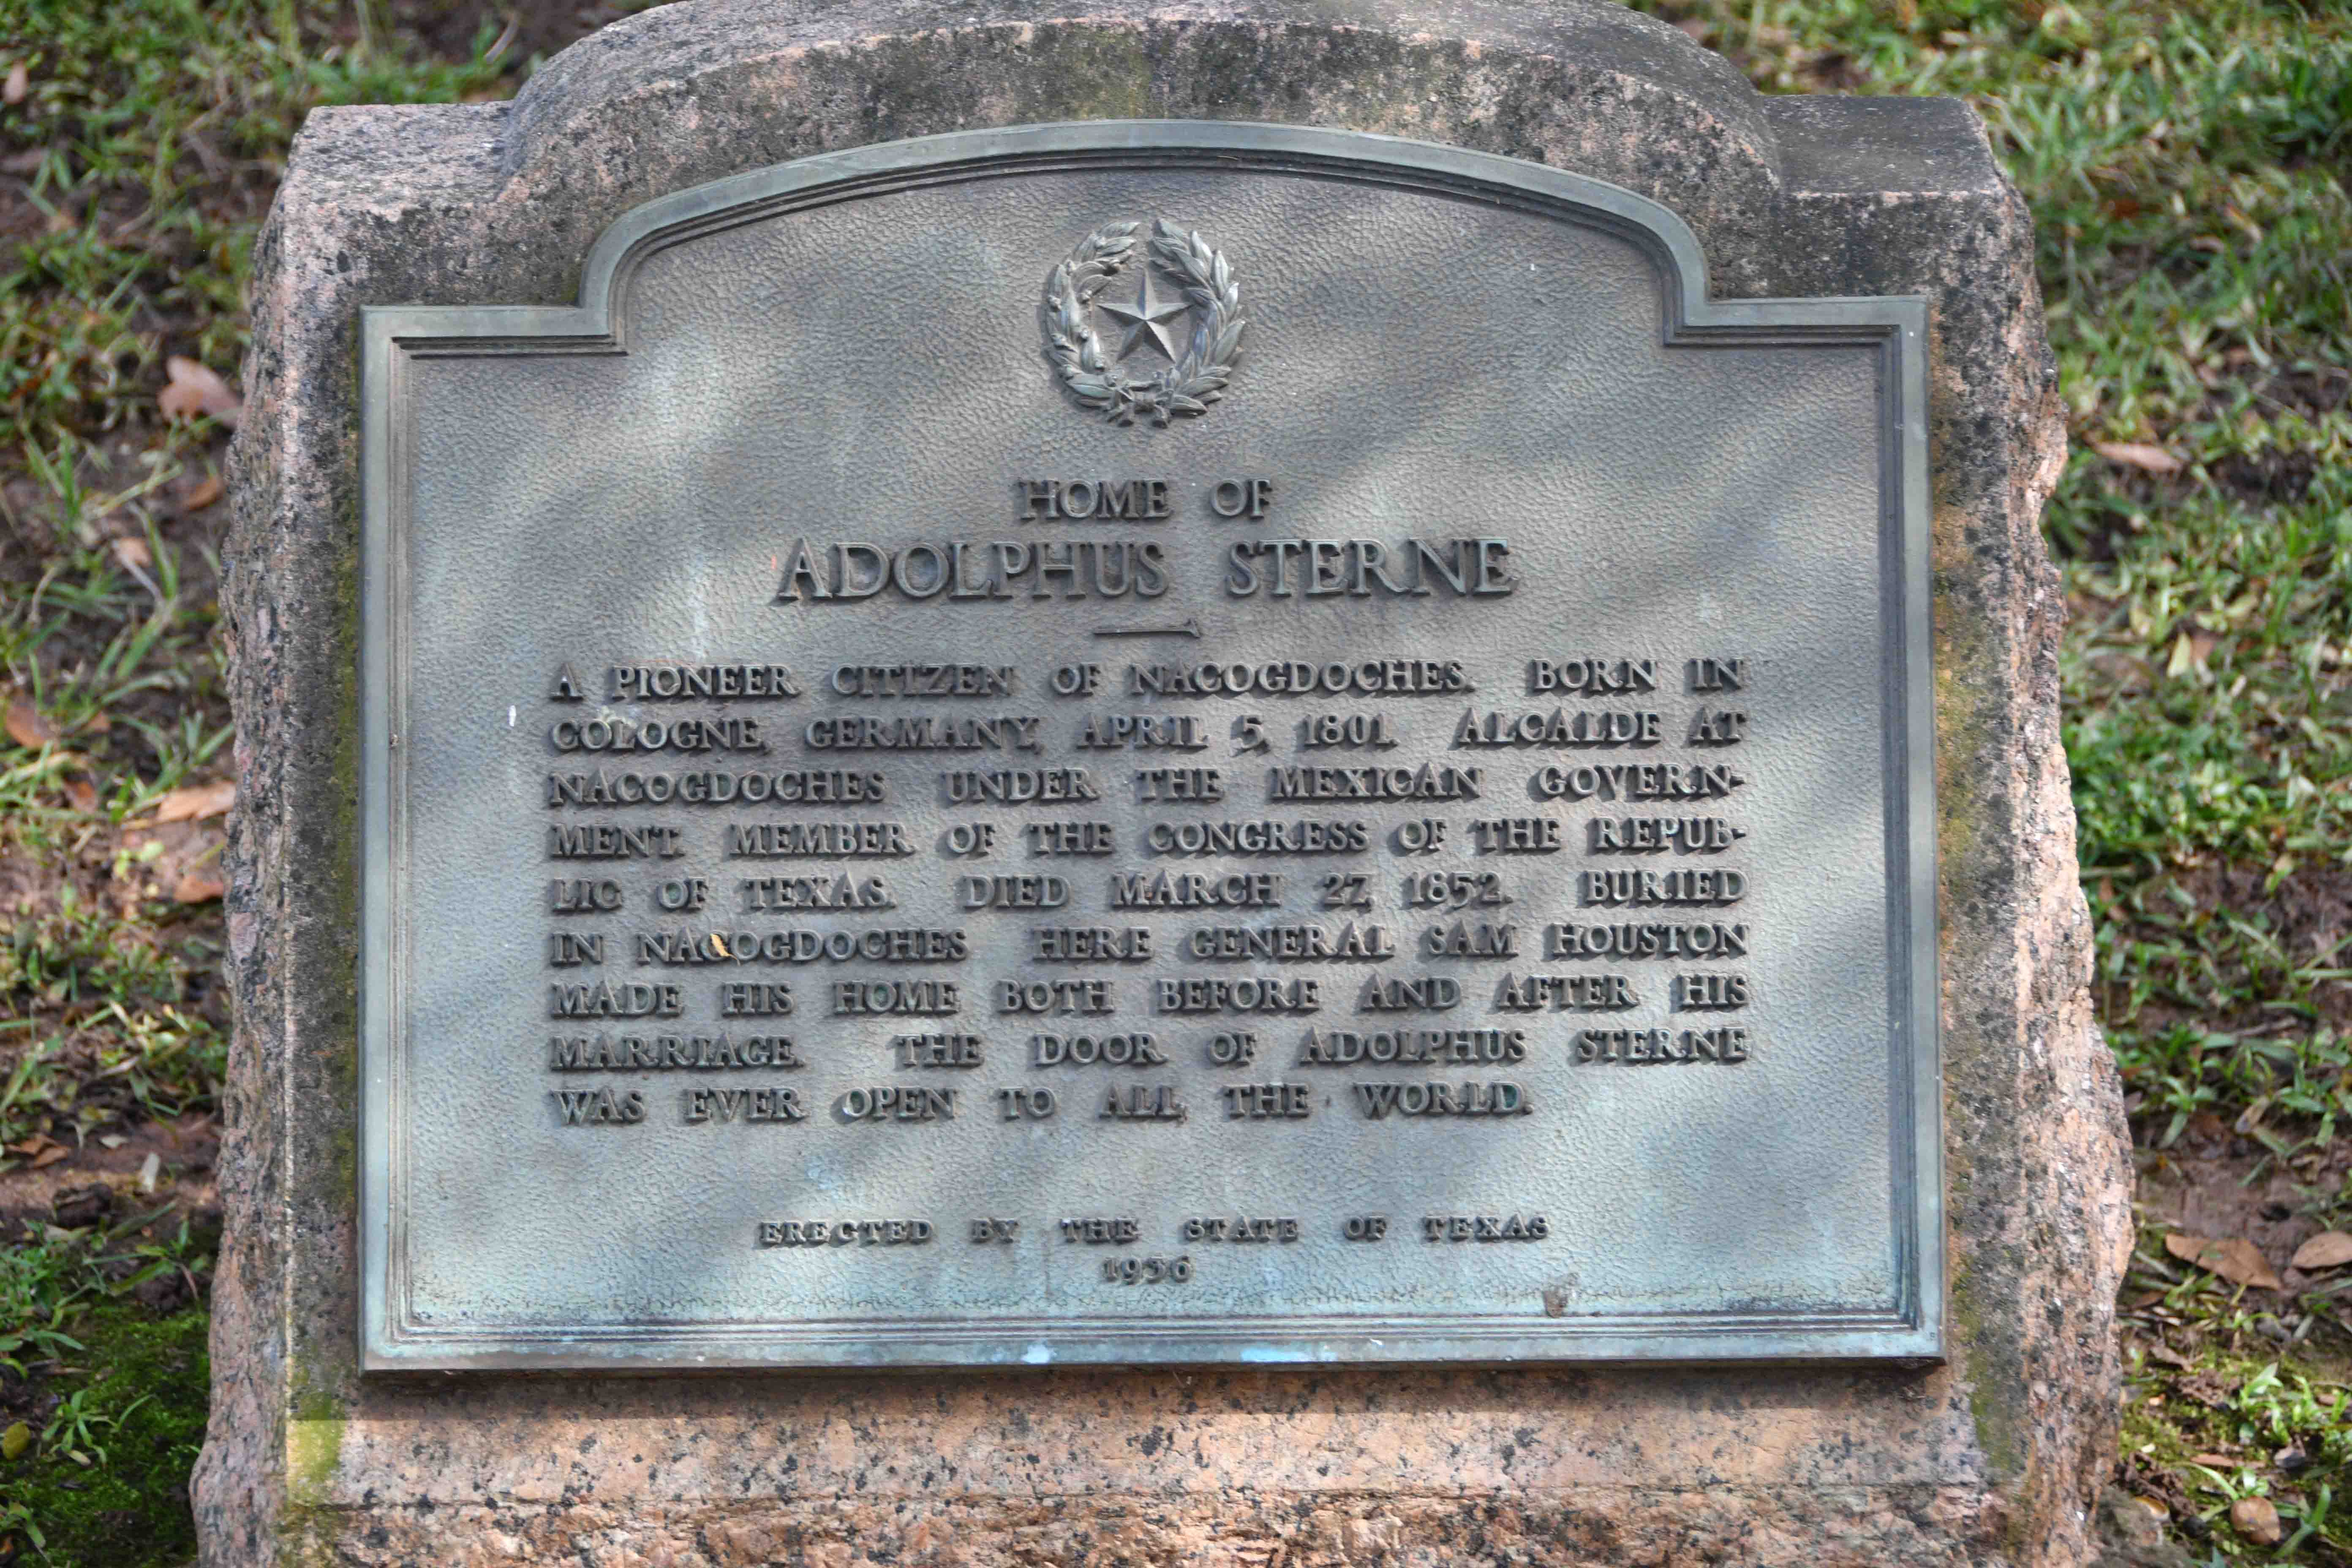 HOME OF
ADOLPHUS STERNE
A PIONEER CITIZEN OF NACOGDOCHES. BORN IN
COLOGNE, GERMANY, APRIL 5, 1801. ALCALDE AT
NACOGDOCHES UNDER THE MEXICAN GOVERN-
MENT. MEMBER OF THE CONGRESS OF THE REPUB-
LIC OF TEXAS. DIED MARCH 27, 1852. BURIED
IN NACOGDOCHES HERE GENERAL SAM HOUSTON
MADE HIS HOME BOTH BEFORE AND AFTER HIS
MARRIAGE. THE DOOR OF ADOLPHUS STERNE
WAS EVER OPEN TO ALL THE WORLD.
ERECTED BY THE STATE OF TEXAS
1936